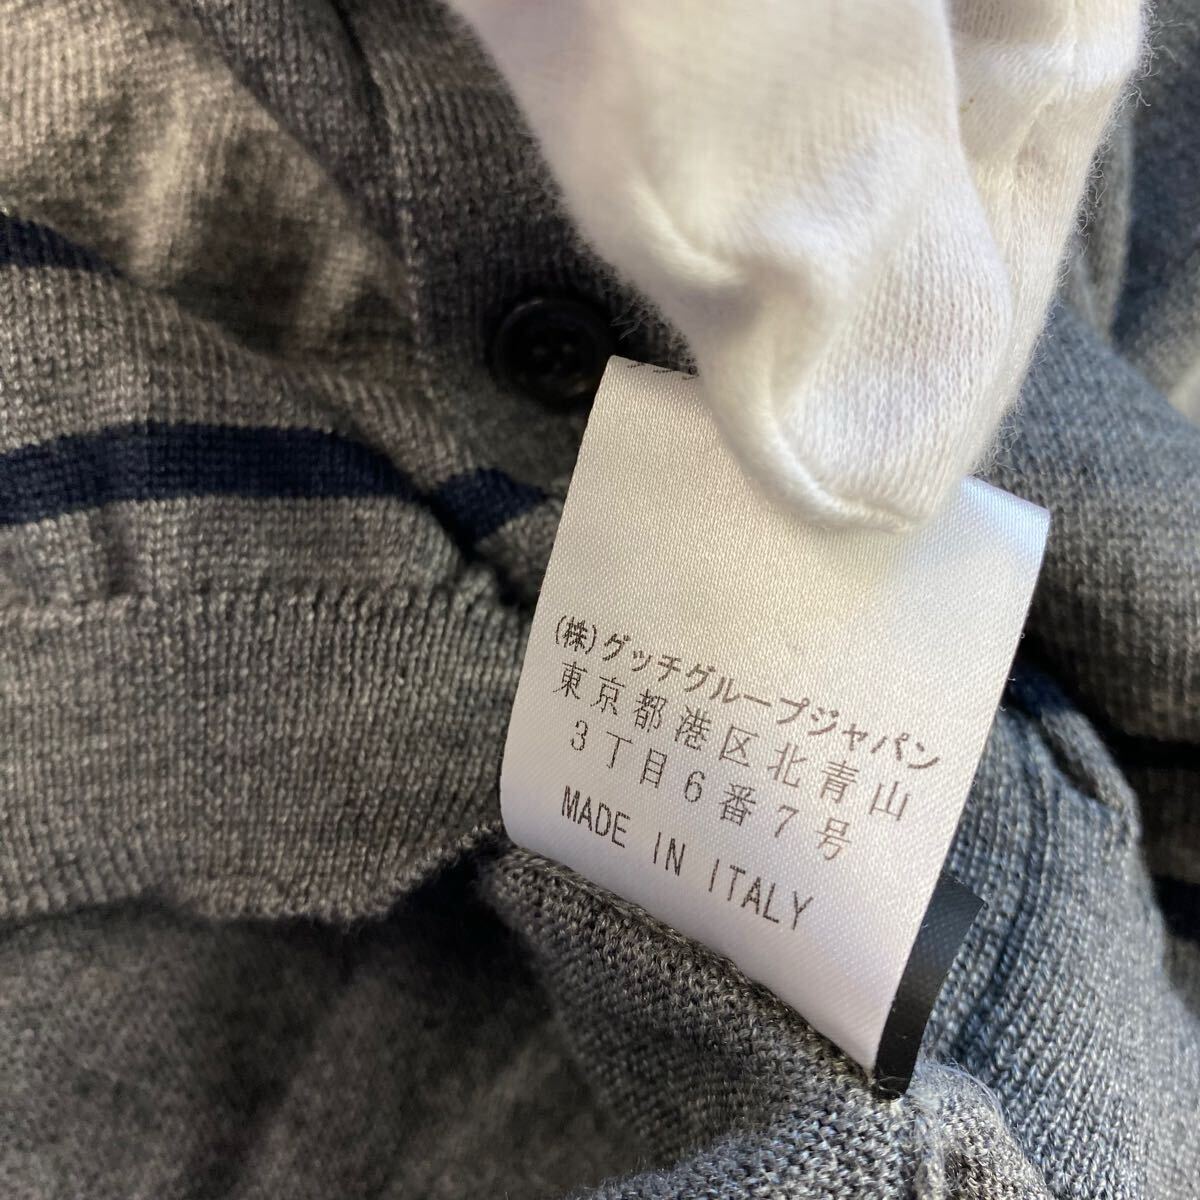 (株)グッチグループジャパン
東京都港区北青山
3丁目6番7号
MADE IN ITALY